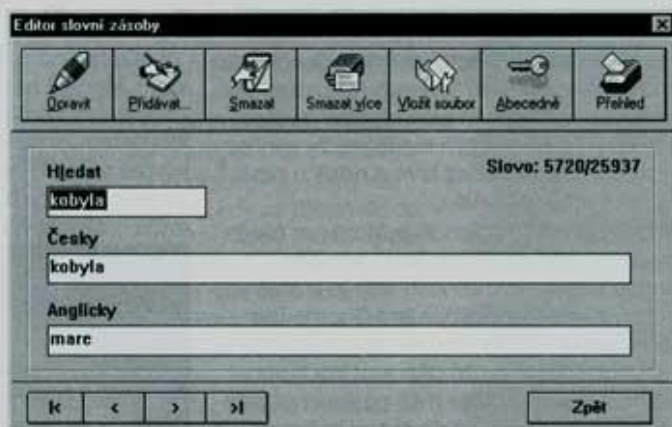 Editor slovní zásoby
Opravit Přidávat... Smazat Smazat více Vložit soubor Abecedně Přehled
Hledat
Slovo: 5720/25937
kobyla
Česky
kobyla
Anglicky
mare
|< < > >| Zpět